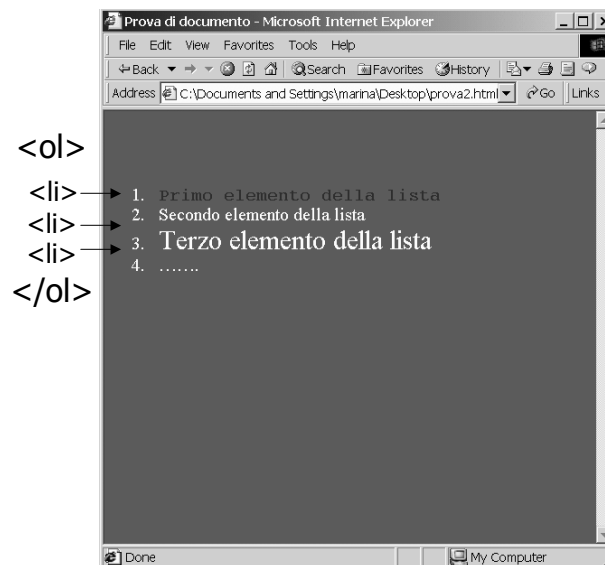 Prova di documento - Microsoft Internet Explorer
File Edit View Favorites Tools Help
Back Search Favorites History
Address C:\Documents and Settings\marina\Desktop\prova2.html Go Links
<ol>
<li> 1. Primo elemento della lista
2. Secondo elemento della lista
<li>
3. Terzo elemento della lista
<li>
4. .......
</ol>
Done My Computer